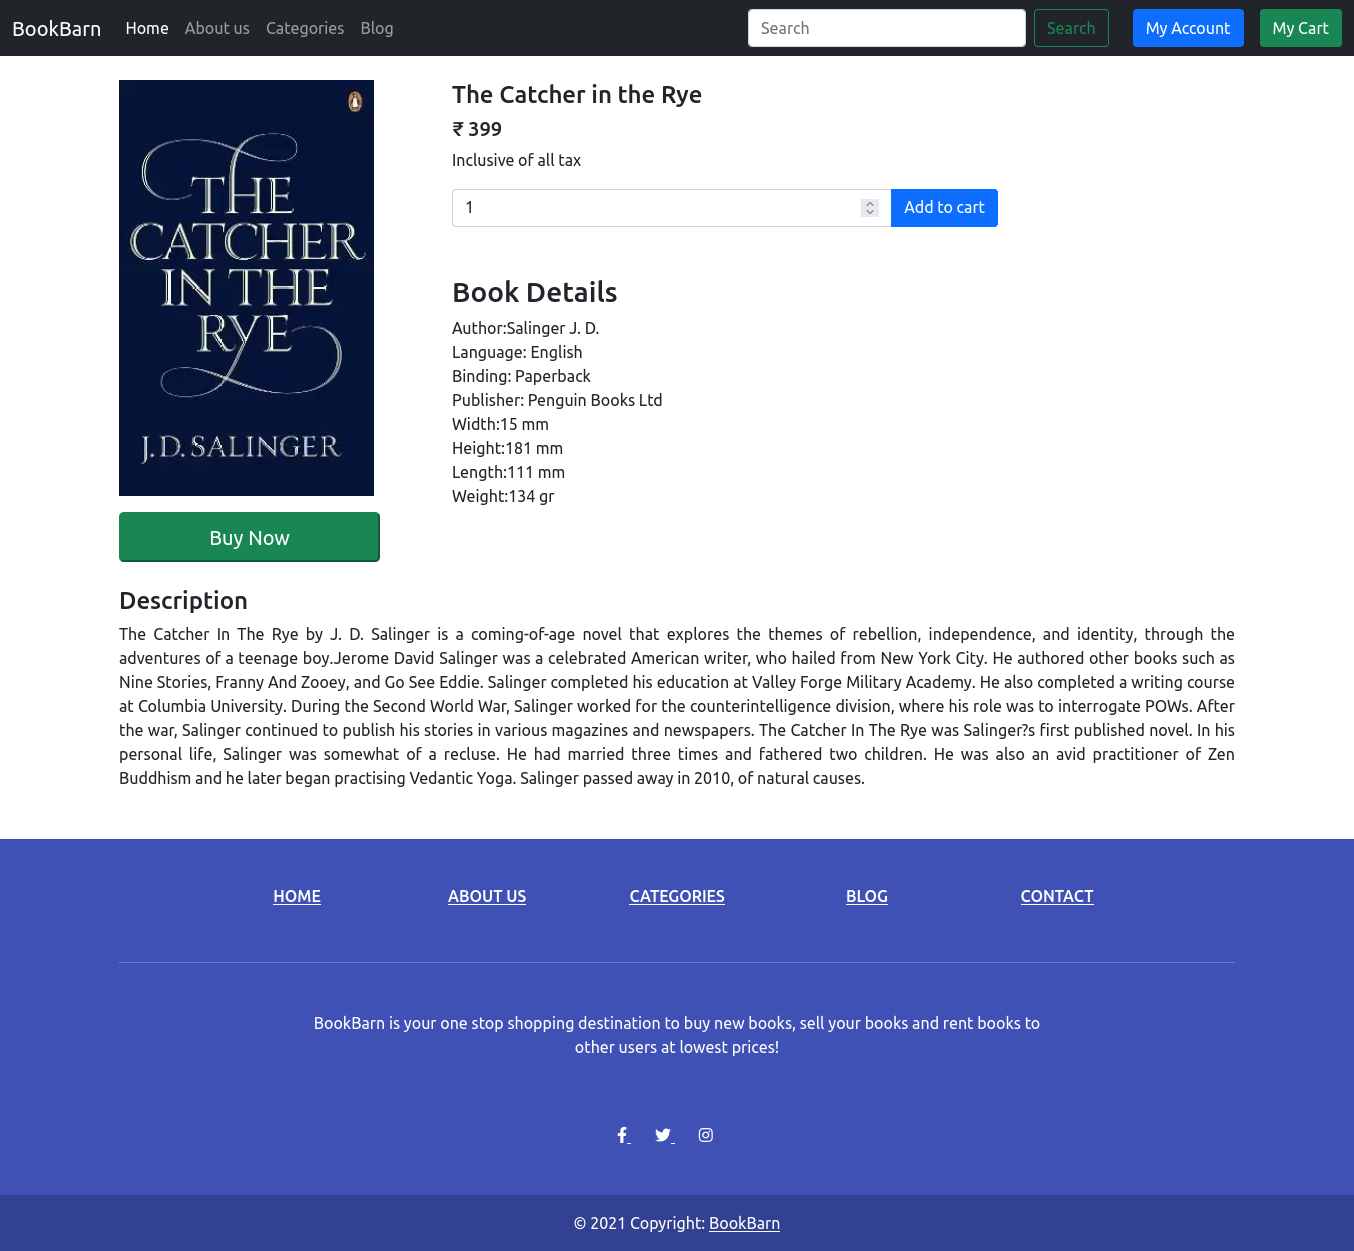 BookBarn Home About us Categories Blog Search Search My Account My Cart
THE
CATCHER
IN THE
RYE
J.D. SALINGER
Buy Now
The Catcher in the Rye
₹ 399
Inclusive of all tax
1 Add to cart
Book Details
Author:Salinger J. D.
Language: English
Binding: Paperback
Publisher: Penguin Books Ltd
Width:15 mm
Height:181 mm
Length:111 mm
Weight:134 gr
Description
The Catcher In The Rye by J. D. Salinger is a coming-of-age novel that explores the themes of rebellion, independence, and identity, through the
adventures of a teenage boy.Jerome David Salinger was a celebrated American writer, who hailed from New York City. He authored other books such as
Nine Stories, Franny And Zooey, and Go See Eddie. Salinger completed his education at Valley Forge Military Academy. He also completed a writing course
at Columbia University. During the Second World War, Salinger worked for the counterintelligence division, where his role was to interrogate POWs. After
the war, Salinger continued to publish his stories in various magazines and newspapers. The Catcher In The Rye was Salinger?s first published novel. In his
personal life, Salinger was somewhat of a recluse. He had married three times and fathered two children. He was also an avid practitioner of Zen
Buddhism and he later began practising Vedantic Yoga. Salinger passed away in 2010, of natural causes.
HOME ABOUT US CATEGORIES BLOG CONTACT
BookBarn is your one stop shopping destination to buy new books, sell your books and rent books to
other users at lowest prices!
© 2021 Copyright: BookBarn